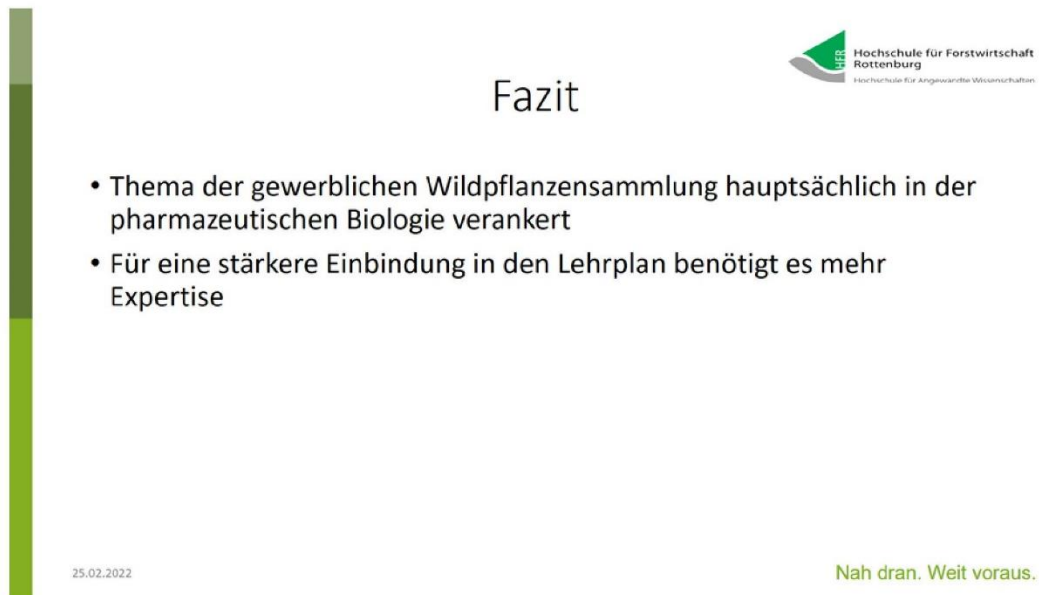 HFR
Hochschule für Forstwirtschaft
Rottenburg
Hochschule für Angewandte Wissenschaften
Fazit
• Thema der gewerblichen Wildpflanzensammlung hauptsächlich in der
pharmazeutischen Biologie verankert
• Für eine stärkere Einbindung in den Lehrplan benötigt es mehr
Expertise
25.02.2022
Nah dran. Weit voraus.